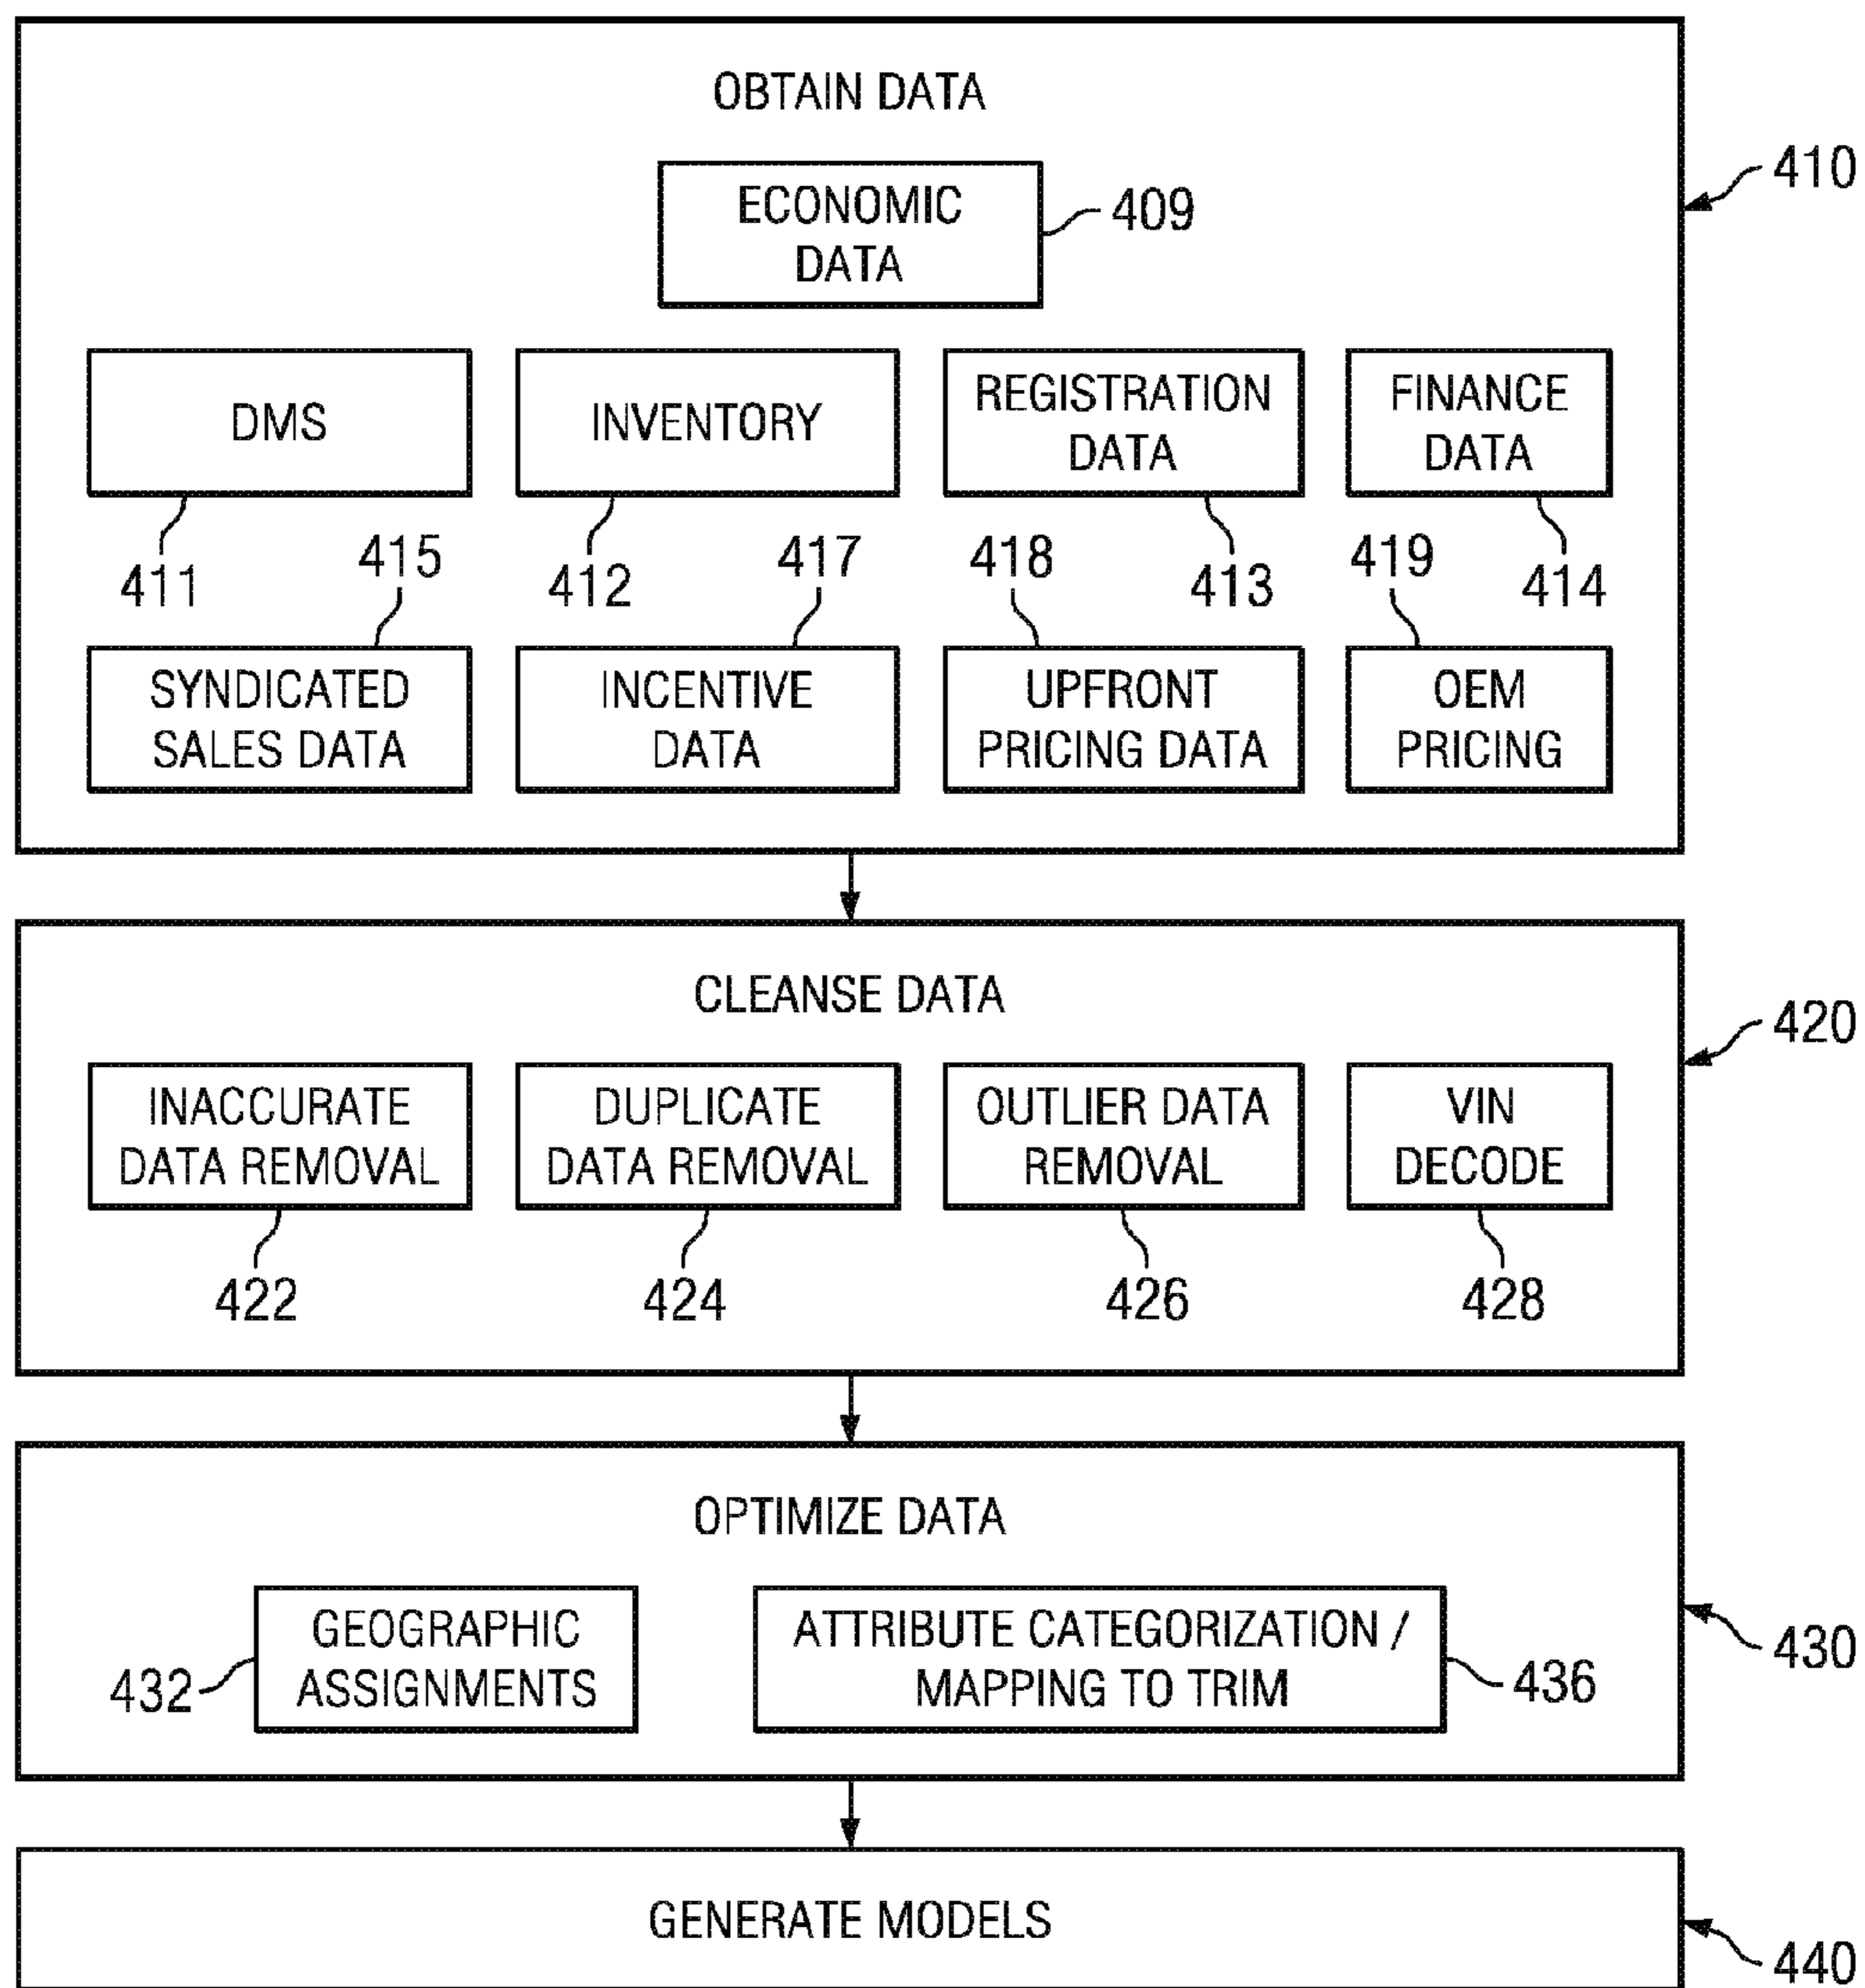 OBTAIN DATA
410
ECONOMIC
DATA
409
DMS
INVENTORY
REGISTRATION
DATA
FINANCE
DATA
411
415
412
417
418
413
419
414
SYNDICATED
SALES DATA
INCENTIVE
DATA
UPFRONT
PRICING DATA
OEM
PRICING
CLEANSE DATA
420
INACCURATE
DATA REMOVAL
DUPLICATE
DATA REMOVAL
OUTLIER DATA
REMOVAL
VIN
DECODE
422
424
426
428
OPTIMIZE DATA
430
432
GEOGRAPHIC
ASSIGNMENTS
ATTRIBUTE CATEGORIZATION /
MAPPING TO TRIM
436
GENERATE MODELS
440